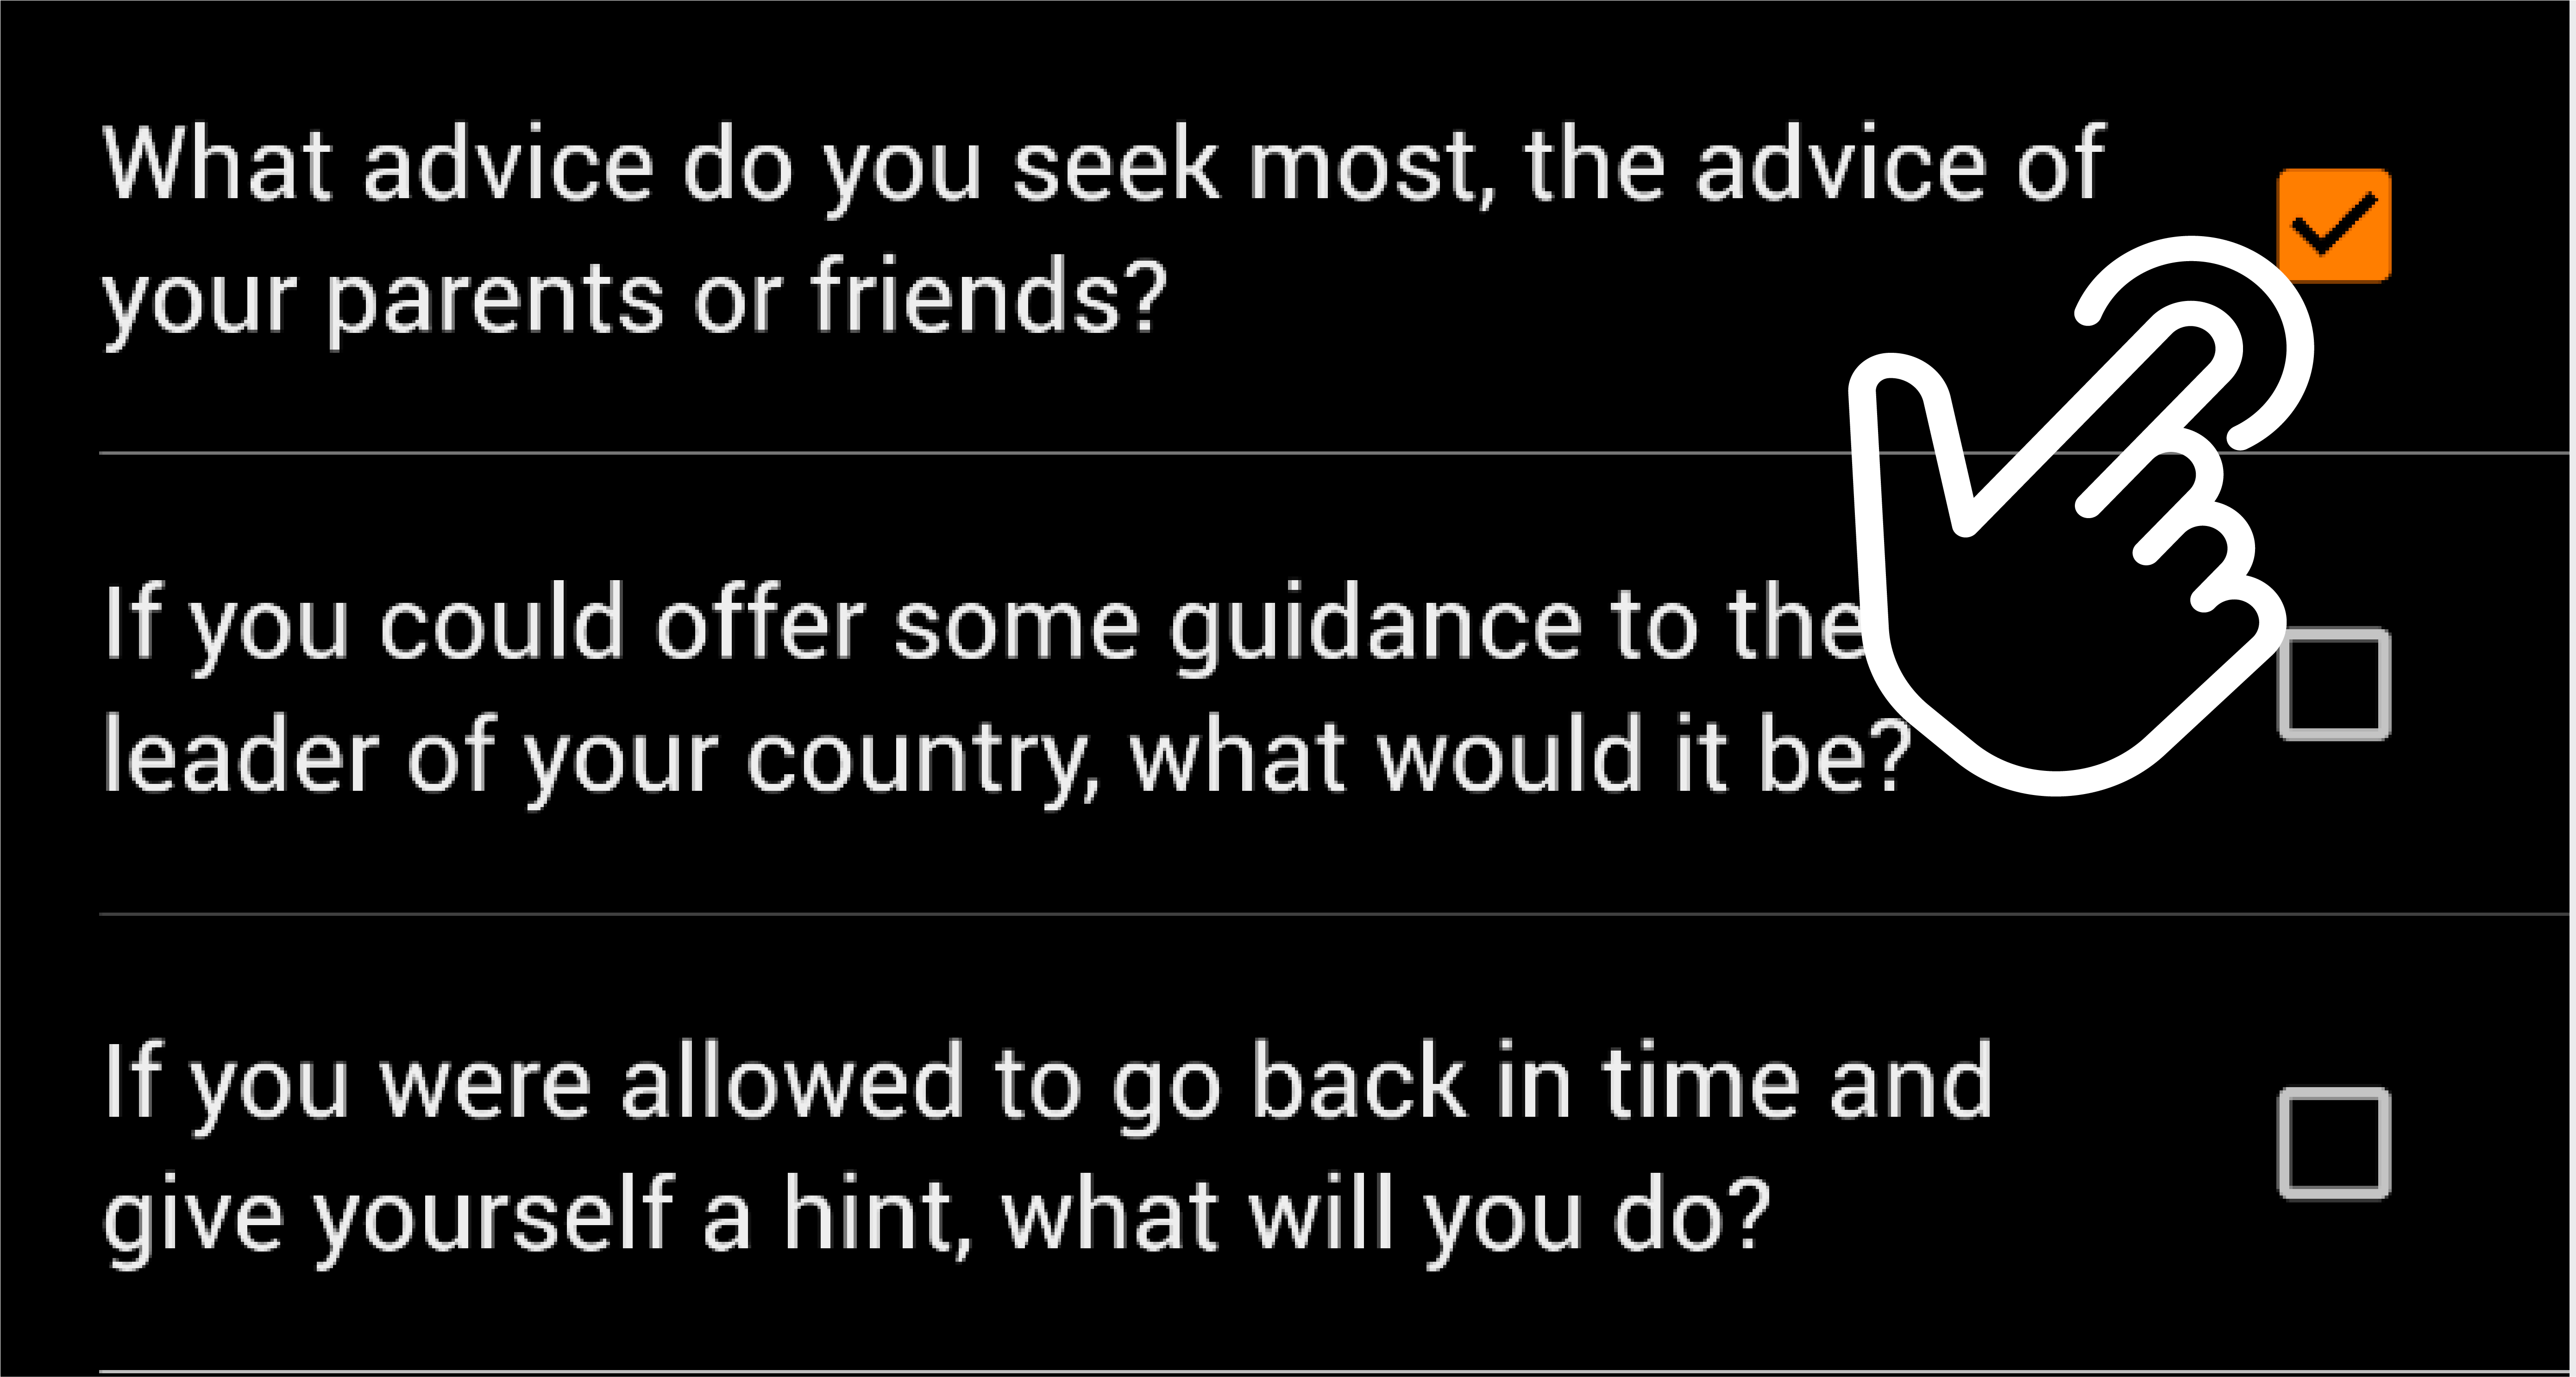 What advice do you seek most, the advice of
your parents or friends?
If you could offer some guidance to the
leader of your country, what would it be?
If you were allowed to go back in time and
give yourself a hint, what will you do?